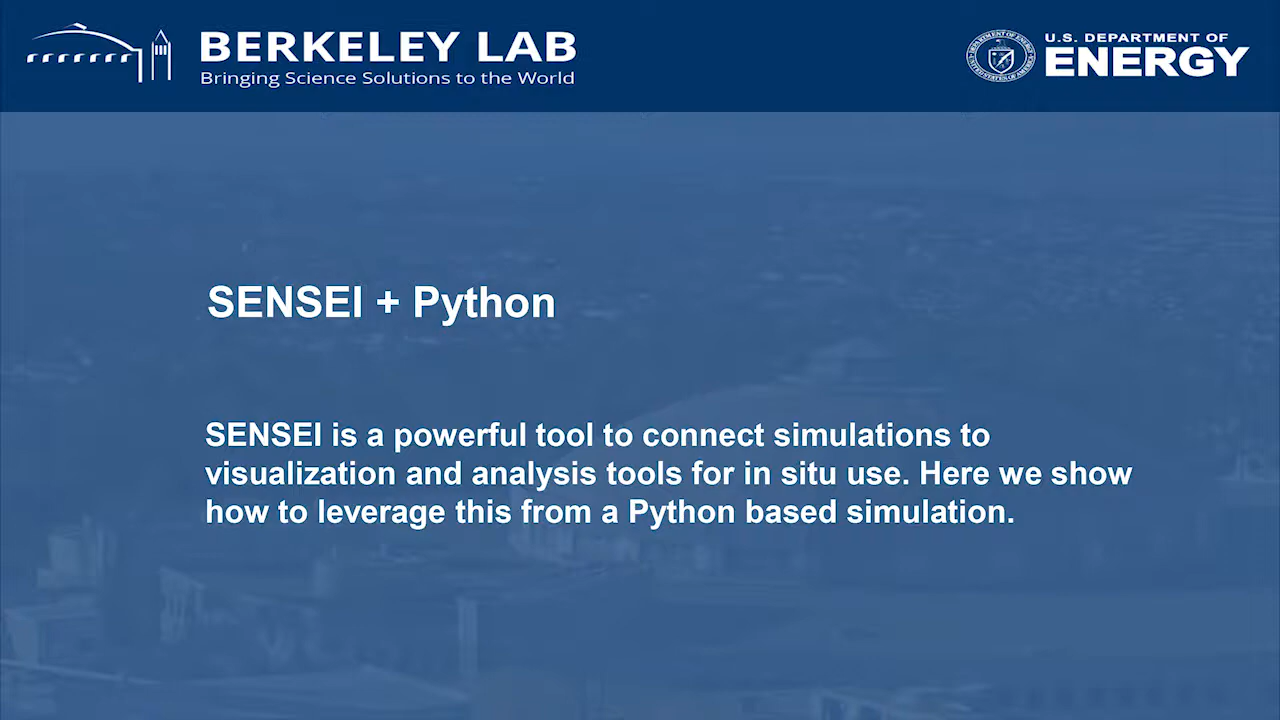 BERKELEY LAB
Bringing Science Solutions to the World
U.S. DEPARTMENT OF
ENERGY
SENSEI + Python
SENSEI is a powerful tool to connect simulations to
visualization and analysis tools for in situ use. Here we show
how to leverage this from a Python based simulation.